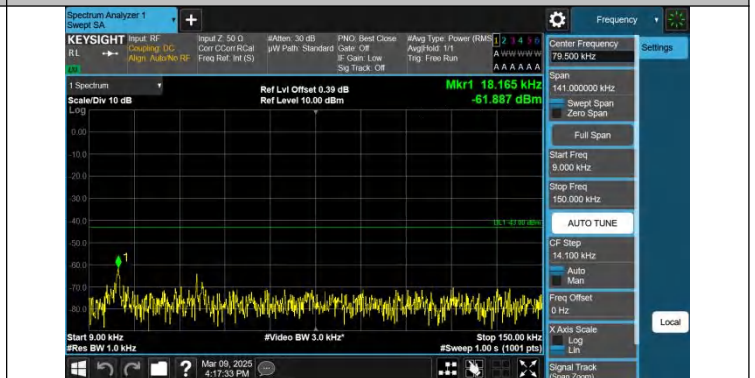 Spectrum Analyzer 1
Swept SA
Frequency
KEYSIGHT
RL
Input: RF
Coupling: DC
Align: Auto/No RF
Input Z: 50 Ω
Corr CCorr RCal
Freq Ref: Int (S)
#Atten: 30 dB
µW Path: Standard
PNO: Best Close
Gate: Off
IF Gain: Low
Sig Track: Off
#Avg Type: Power (RMS
Avg|Hold: 1/1
Trig: Free Run
1 2 3 4 5 6
A W W W W W
A A A A A A
1 Spectrum
Scale/Div 10 dB
Log
Ref Lvl Offset 0.39 dB
Ref Level 10.00 dBm
Mkr1 18.165 kHz
-61.887 dBm
0.00
-10.0
-20.0
-30.0
-40.0
-50.0
-60.0
-70.0
-80.0
1
Start 9.00 kHz
#Res BW 1.0 kHz
#Video BW 3.0 kHz*
Stop 150.00 kHz
#Sweep 1.00 s (1001 pts)
Mar 09, 2025
4:17:33 PM
Center Frequency
79.500 kHz
Settings
Span
141.000000 kHz
Swept Span
Zero Span
Full Span
Start Freq
9.000 kHz
Stop Freq
150.000 kHz
AUTO TUNE
CF Step
14.100 kHz
Auto
Man
Freq Offset
0 Hz
X Axis Scale
Log
Lin
Local
Signal Track
(Span Zoom)